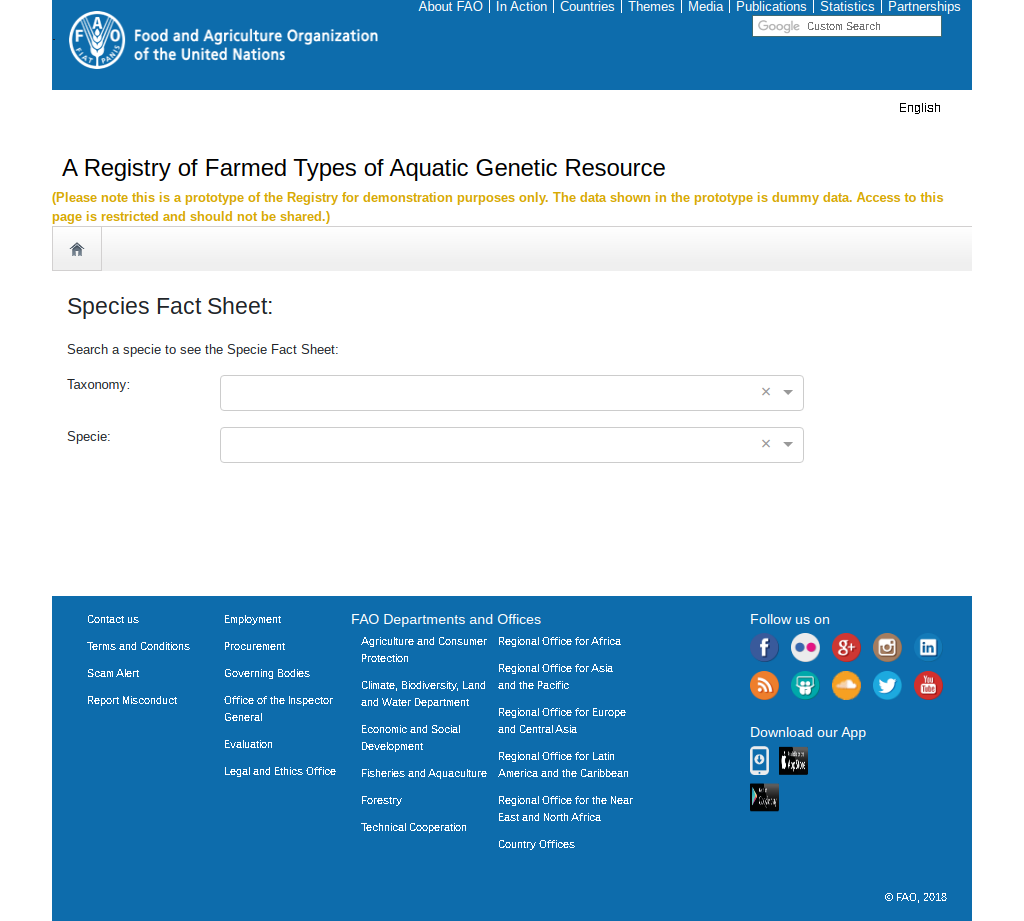 About FAO
In Action
Countries
Themes
Media
Publications
Statistics
Partnerships
FAO
FIAT PANIS
Food and Agriculture Organization
of the United Nations
Google Custom Search
English
A Registry of Farmed Types of Aquatic Genetic Resource
(Please note this is a prototype of the Registry for demonstration purposes only. The data shown in the prototype is dummy data. Access to this
page is restricted and should not be shared.)
Species Fact Sheet:
Search a specie to see the Specie Fact Sheet:
Taxonomy:
Specie:
Contact us
Terms and Conditions
Scam Alert
Report Misconduct
Employment
Procurement
Governing Bodies
Office of the Inspector
General
Evaluation
Legal and Ethics Office
FAO Departments and Offices
Agriculture and Consumer
Protection
Climate, Biodiversity, Land
and Water Department
Economic and Social
Development
Fisheries and Aquaculture
Forestry
Technical Cooperation
Regional Office for Africa
Regional Office for Asia
and the Pacific
Regional Office for Europe
and Central Asia
Regional Office for Latin
America and the Caribbean
Regional Office for the Near
East and North Africa
Country Offices
Follow us on
f
g+
in
You
Tube
Download our App
App Store
© FAO, 2018